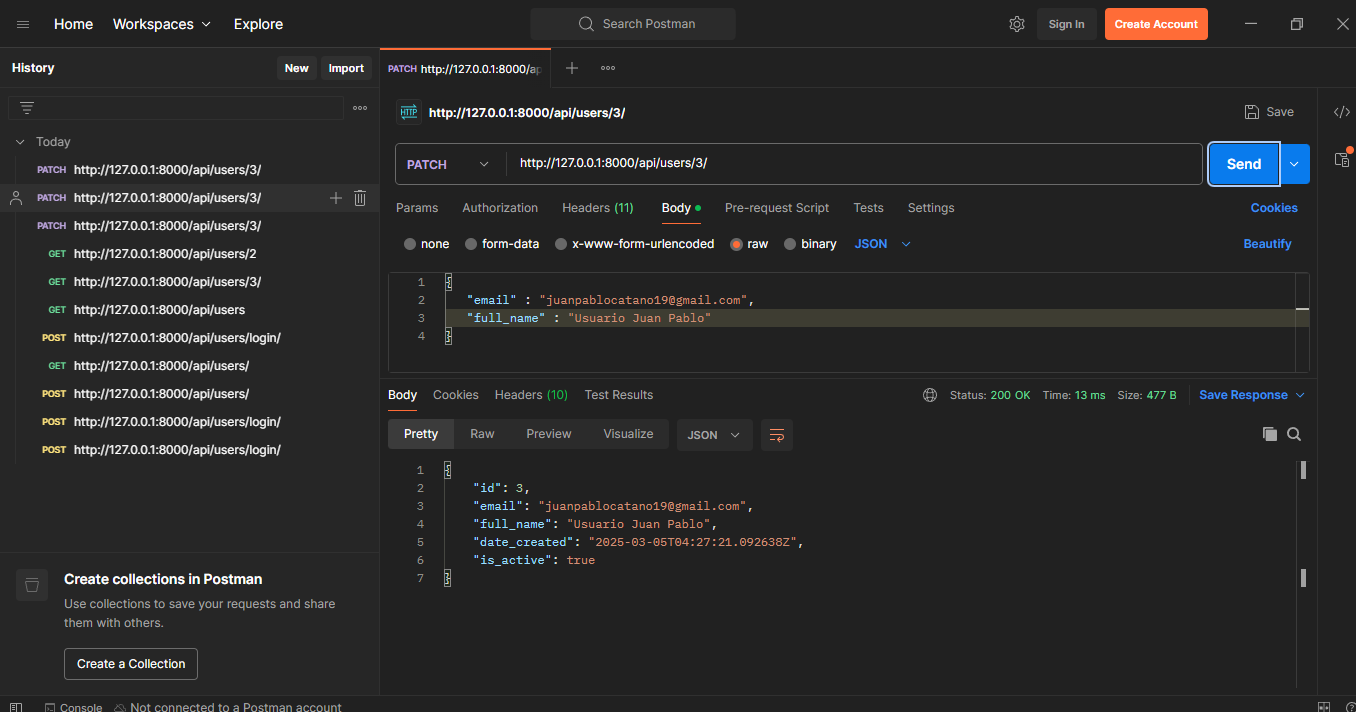 Home Workspaces Explore Search Postman Sign In Create Account
History New Import
PATCH http://127.0.0.1:8000/ap
http://127.0.0.1:8000/api/users/3/ Save
PATCH http://127.0.0.1:8000/api/users/3/ Send
Today
PATCH http://127.0.0.1:8000/api/users/3/
PATCH http://127.0.0.1:8000/api/users/3/
PATCH http://127.0.0.1:8000/api/users/3/
GET http://127.0.0.1:8000/api/users/2
GET http://127.0.0.1:8000/api/users/3/
GET http://127.0.0.1:8000/api/users
POST http://127.0.0.1:8000/api/users/login/
GET http://127.0.0.1:8000/api/users/
POST http://127.0.0.1:8000/api/users/
POST http://127.0.0.1:8000/api/users/login/
POST http://127.0.0.1:8000/api/users/login/
Create collections in Postman
Use collections to save your requests and share
them with others.
Create a Collection
Params Authorization Headers (11) Body Pre-request Script Tests Settings Cookies
none form-data x-www-form-urlencoded raw binary JSON Beautify
1 {
2 "email" : "juanpablocatano19@gmail.com",
3 "full_name" : "Usuario Juan Pablo"
4 }
Body Cookies Headers (10) Test Results Status: 200 OK Time: 13 ms Size: 477 B Save Response
Pretty Raw Preview Visualize JSON
1 {
2 "id": 3,
3 "email": "juanpablocatano19@gmail.com",
4 "full_name": "Usuario Juan Pablo",
5 "date_created": "2025-03-05T04:27:21.092638Z",
6 "is_active": true
7 }
Console Not connected to a Postman account